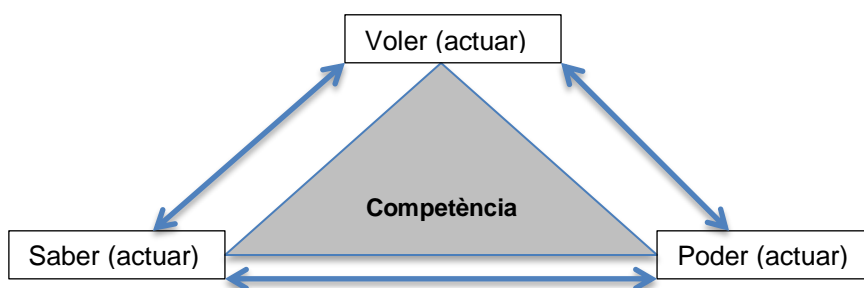 Voler (actuar)
Competència
Saber (actuar)
Poder (actuar)